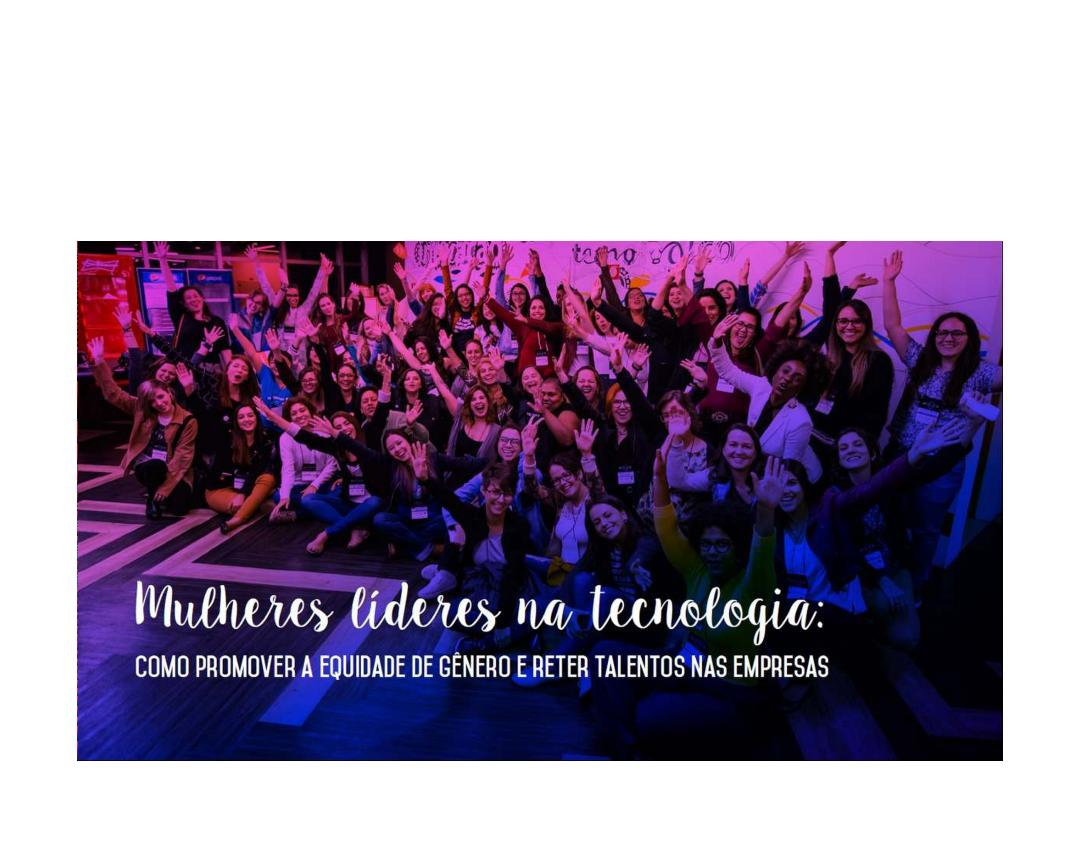 Mulheres líderes na tecnologia:
COMO PROMOVER A EQUIDADE DE GÊNERO E RETER TALENTOS NAS EMPRESAS